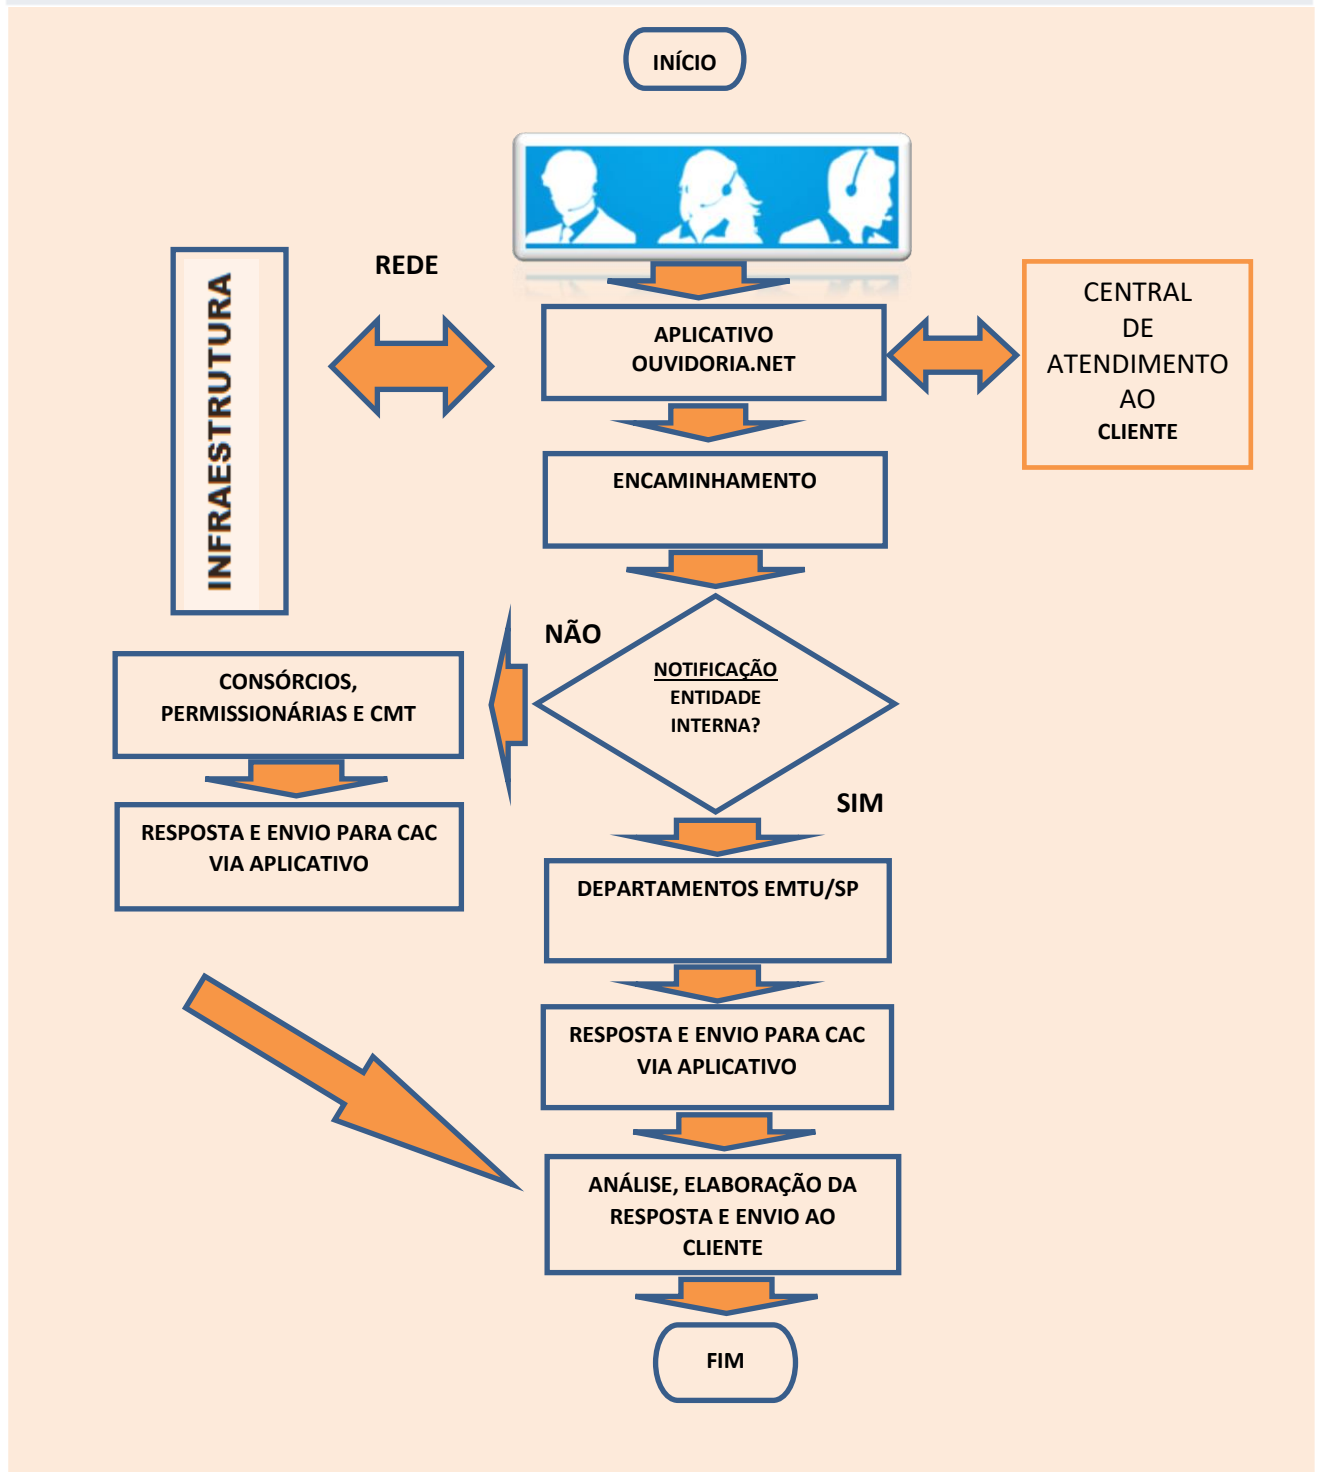 INÍCIO
REDE
INFRAESTRUTURA
APLICATIVO
OUVIDORIA.NET
CENTRAL
DE
ATENDIMENTO
AO
CLIENTE
ENCAMINHAMENTO
NÃO
NOTIFICAÇÃO
ENTIDADE
INTERNA?
CONSÓRCIOS,
PERMISSIONÁRIAS E CMT
SIM
RESPOSTA E ENVIO PARA CAC
VIA APLICATIVO
DEPARTAMENTOS EMTU/SP
RESPOSTA E ENVIO PARA CAC
VIA APLICATIVO
ANÁLISE, ELABORAÇÃO DA
RESPOSTA E ENVIO AO
CLIENTE
FIM